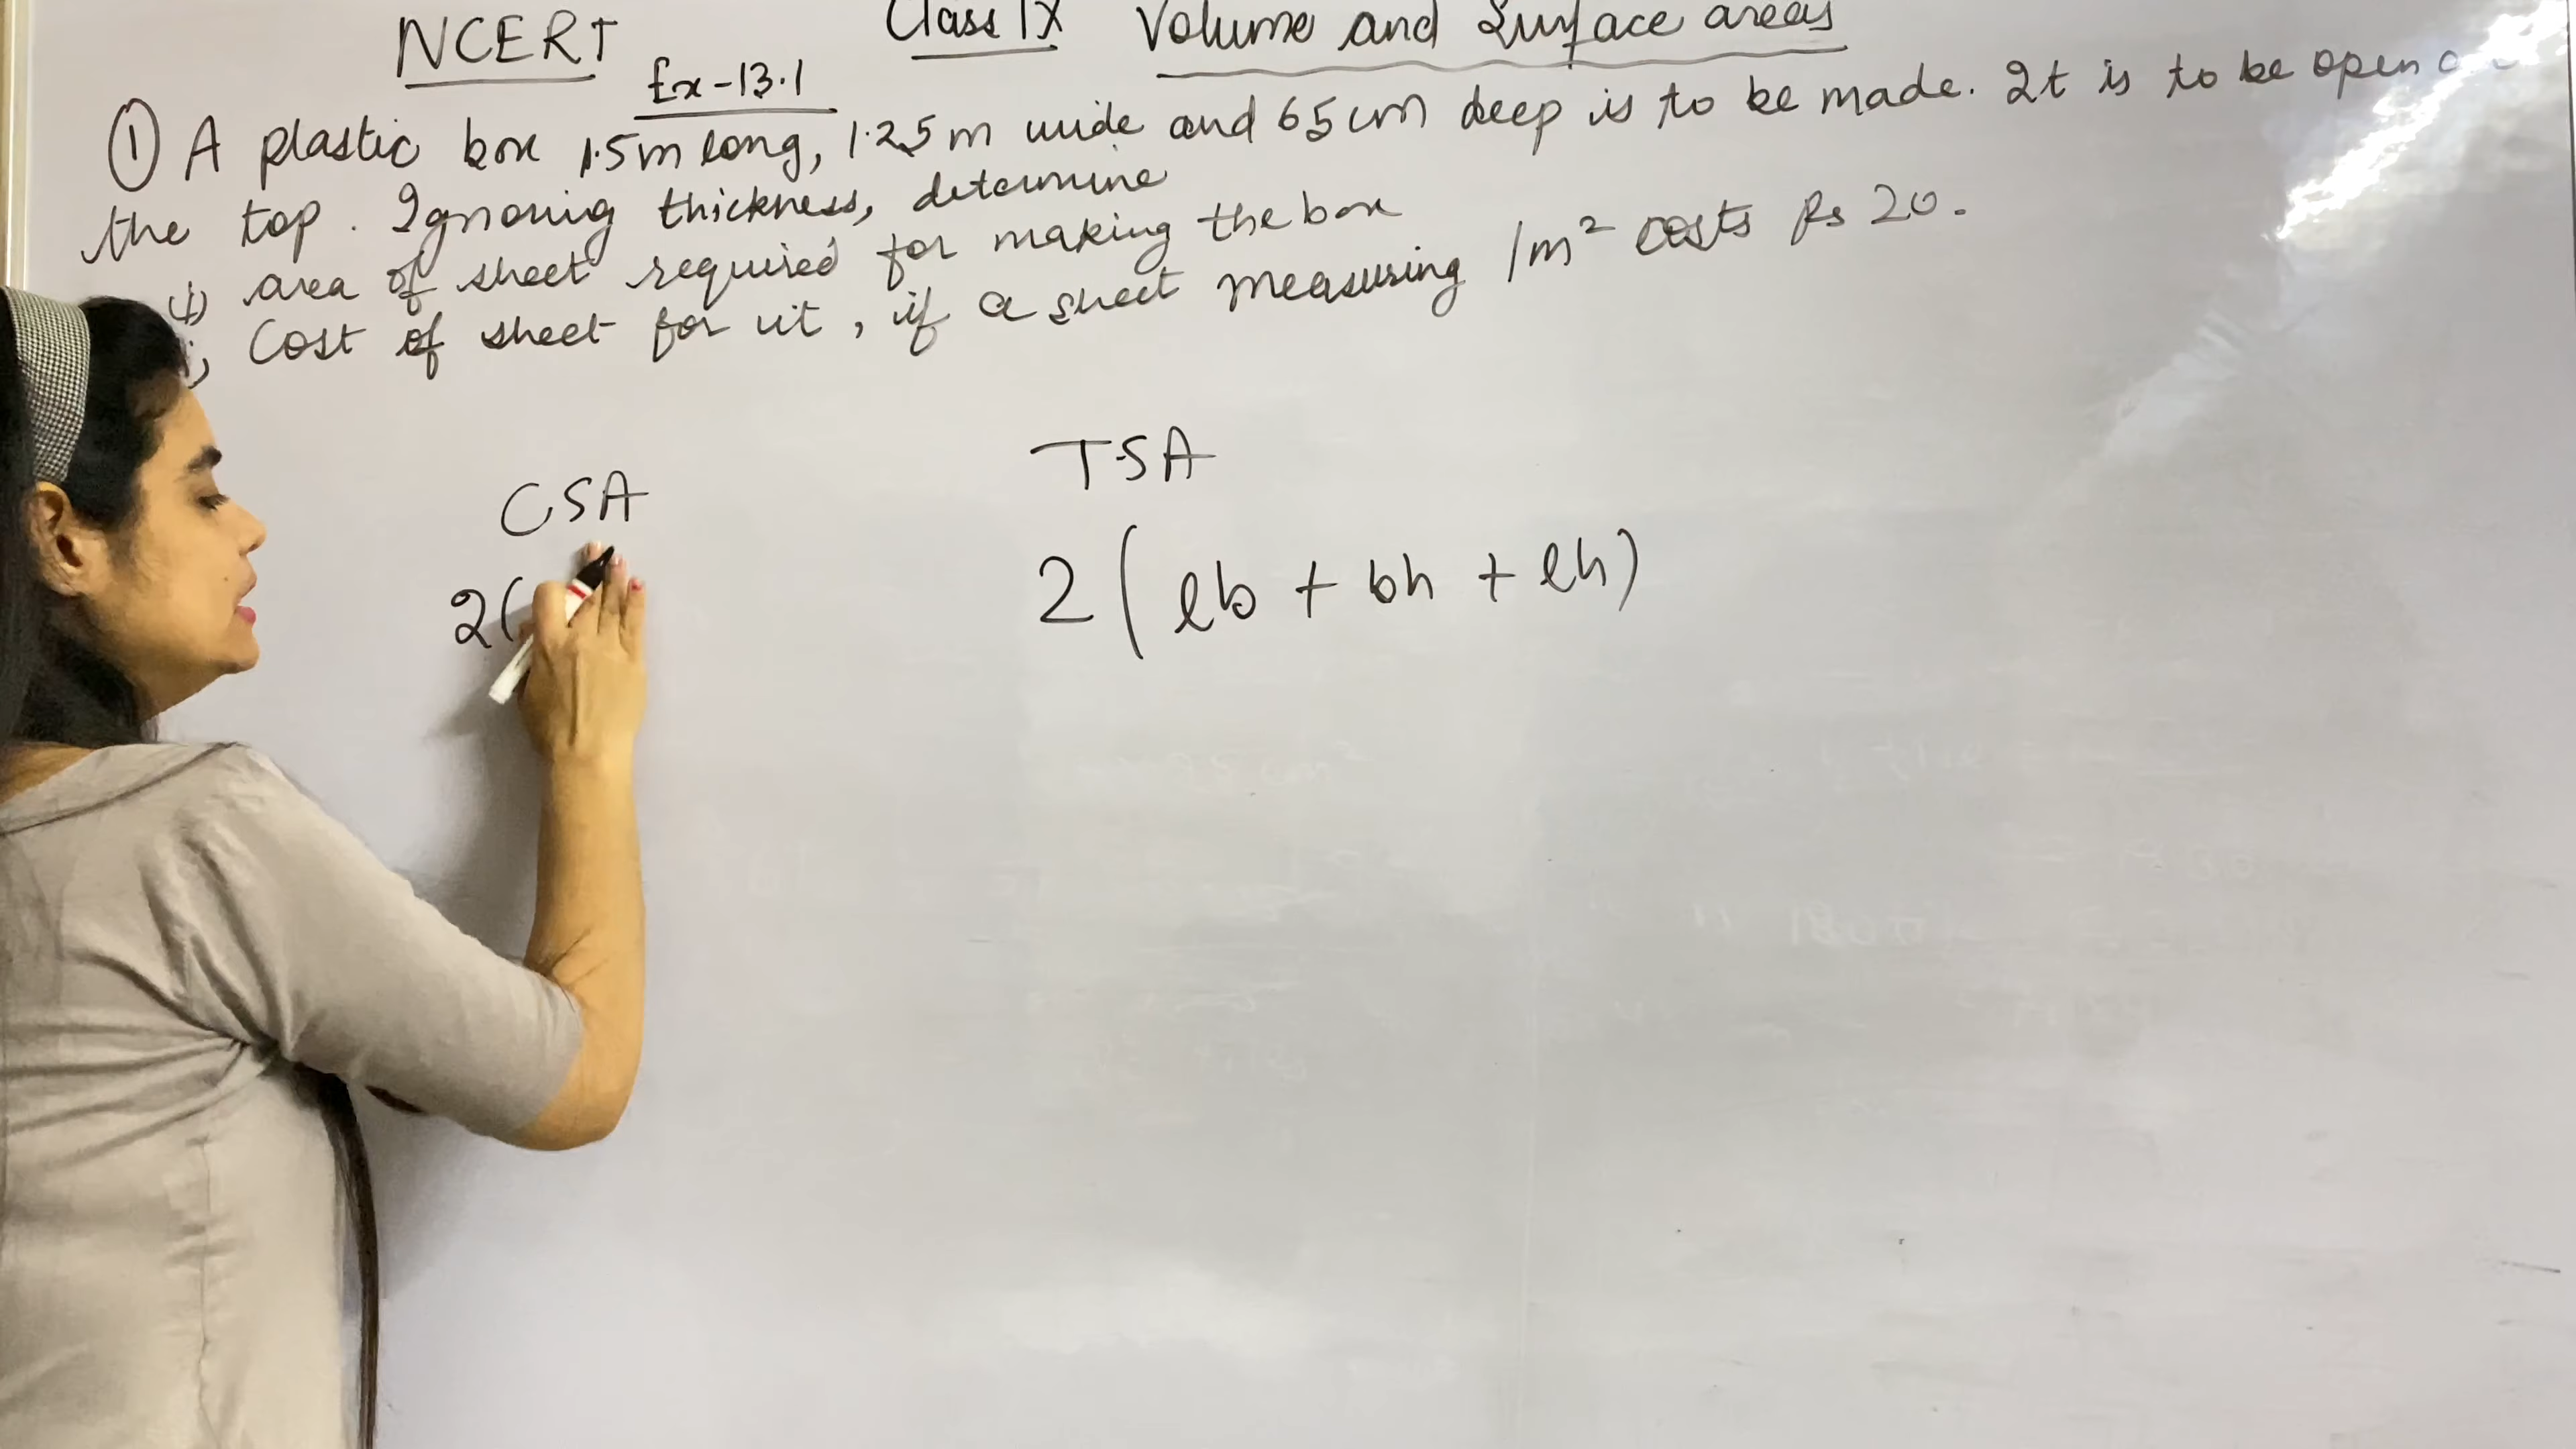 NCERT Class IX Volume and Surface areas
Ex-13.1
① A plastic box 1.5m long, 1.25m wide and 65cm deep is to be made. It is to be open
the top. Ignoring thickness, determine
(i) area of sheet required for making the box
Cost of sheet for it, if a sheet measuring 1m² costs Rs 20.
CSA
TSA
2(
2(lb + bh + lh)